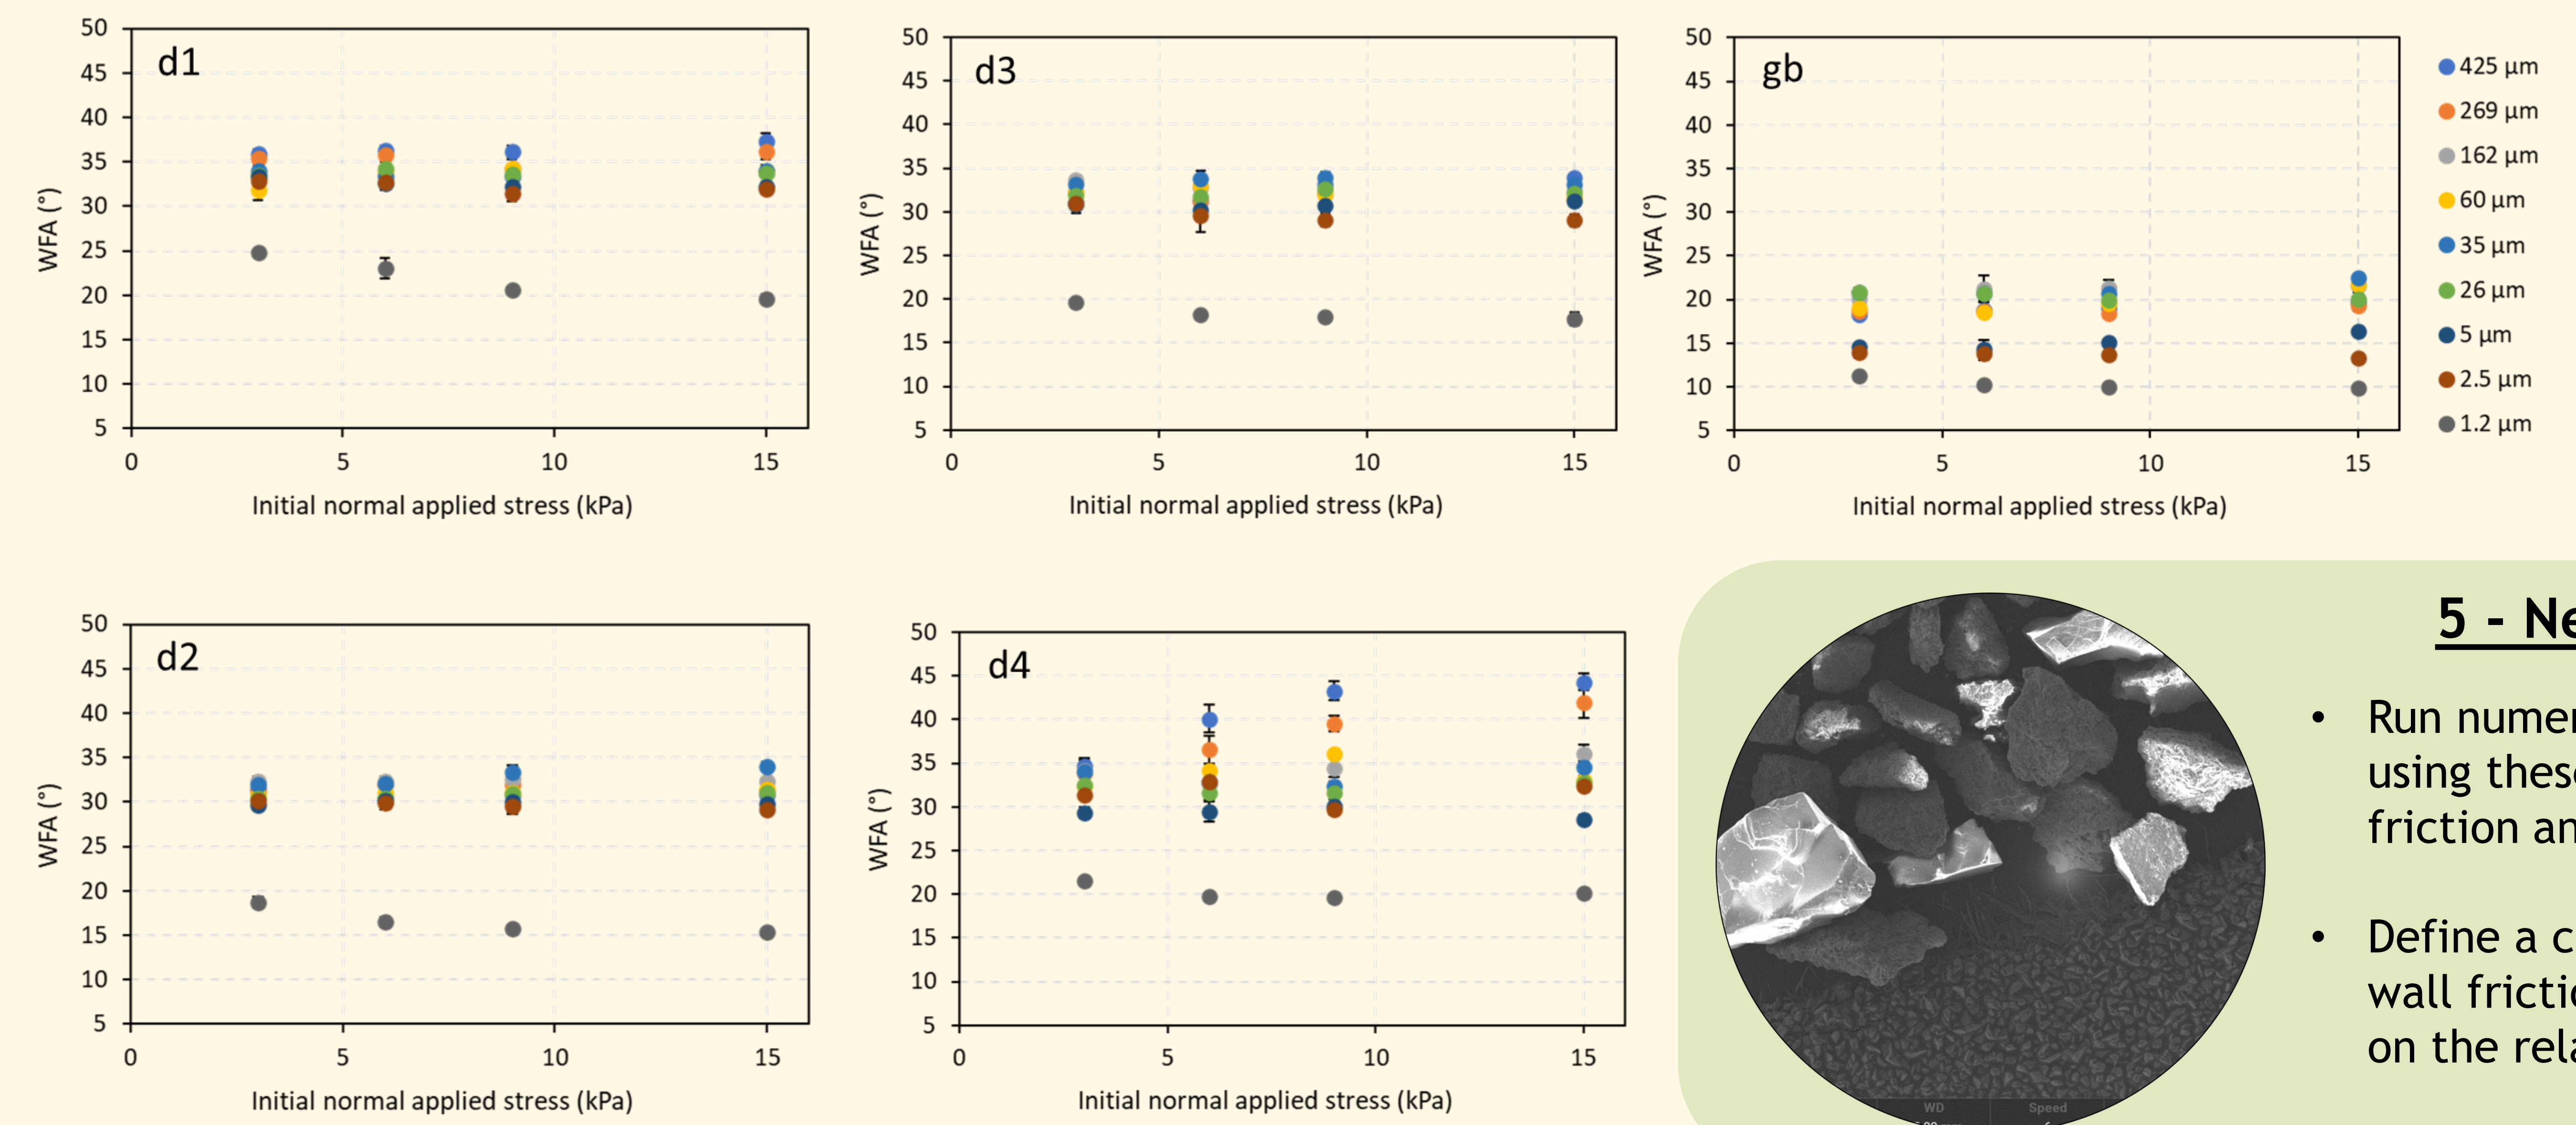 d1
50
45
40
35
30
25
20
15
10
5
WFA (°)
0 5 10 15
Initial normal applied stress (kPa)
d3
50
45
40
35
30
25
20
15
10
5
WFA (°)
0 5 10 15
Initial normal applied stress (kPa)
gb
50
45
40
35
30
25
20
15
10
5
WFA (°)
0 5 10 15
Initial normal applied stress (kPa)
425 µm
269 µm
162 µm
60 µm
35 µm
26 µm
5 µm
2.5 µm
1.2 µm
d2
50
45
40
35
30
25
20
15
10
5
WFA (°)
0 5 10 15
Initial normal applied stress (kPa)
d4
50
45
40
35
30
25
20
15
10
5
WFA (°)
0 5 10 15
Initial normal applied stress (kPa)
WD Speed
5 - Ne
• Run numer
using these
friction an
• Define a c
wall frictio
on the rela